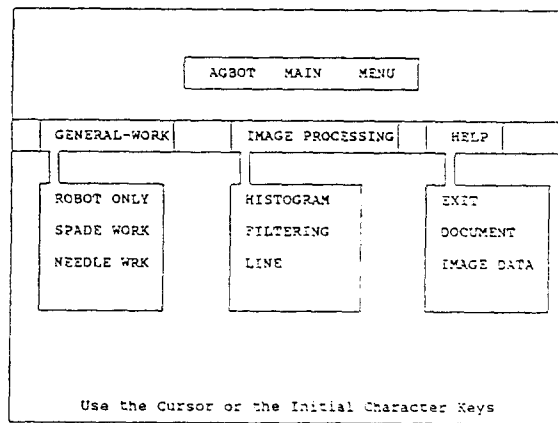 AGBOT MAIN MENU
GENERAL-WORK IMAGE PROCESSING HELP
ROBOT ONLY HISTOGRAM EXIT
SPADE WORK FILTERING DOCUMENT
NEEDLE WRK LINE IMAGE DATA
Use the Cursor or the Initial Character Keys